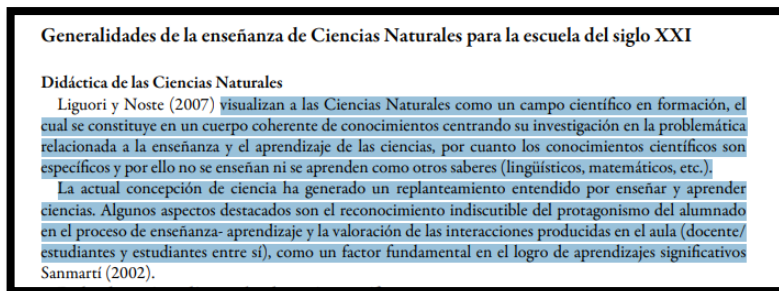 Generalidades de la enseñanza de Ciencias Naturales para la escuela del siglo XXI
Didáctica de las Ciencias Naturales
Liguori y Noste (2007) visualizan a las Ciencias Naturales como un campo científico en formación, el
cual se constituye en un cuerpo coherente de conocimientos centrando su investigación en la problemática
relacionada a la enseñanza y el aprendizaje de las ciencias, por cuanto los conocimientos científicos son
específicos y por ello no se enseñan ni se aprenden como otros saberes (lingüísticos, matemáticos, etc.).
La actual concepción de ciencia ha generado un replanteamiento entendido por enseñar y aprender
ciencias. Algunos aspectos destacados son el reconocimiento indiscutible del protagonismo del alumnado
en el proceso de enseñanza- aprendizaje y la valoración de las interacciones producidas en el aula (docente/
estudiantes y estudiantes entre sí), como un factor fundamental en el logro de aprendizajes significativos
Sanmartí (2002).